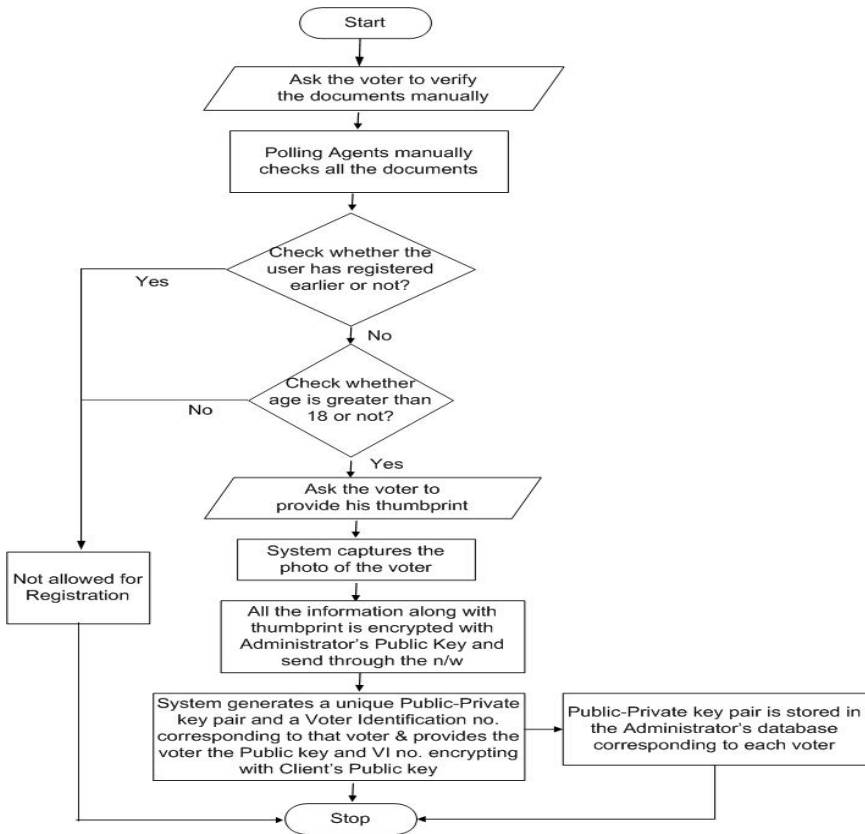 Start
Ask the voter to verify
the documents manually
Polling Agents manually
checks all the documents
Check whether the
user has registered
earlier or not?
Yes
No
Check whether
age is greater than
18 or not?
No
Yes
Ask the voter to
provide his thumbprint
System captures the
photo of the voter
Not allowed for
Registration
All the information along with
thumbprint is encrypted with
Administrator's Public Key and
send through the n/w
System generates a unique Public-Private
key pair and a Voter Identification no.
corresponding to that voter & provides the
voter the Public key and VI no. encrypting
with Client's Public key
Public-Private key pair is stored in
the Administrator's database
corresponding to each voter
Stop